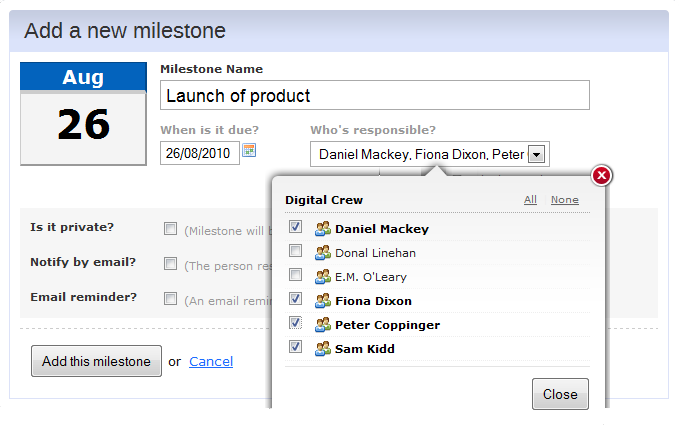 Add a new milestone
Aug
26
Milestone Name
Launch of product
When is it due?
Who's responsible?
26/08/2010
Daniel Mackey, Fiona Dixon, Peter
Digital Crew
All
None
Daniel Mackey
Donal Linehan
E.M. O'Leary
Fiona Dixon
Peter Coppinger
Sam Kidd
Close
Is it private?
(Milestone will b
Notify by email?
(The person res
Email reminder?
(An email remin
Add this milestone or Cancel